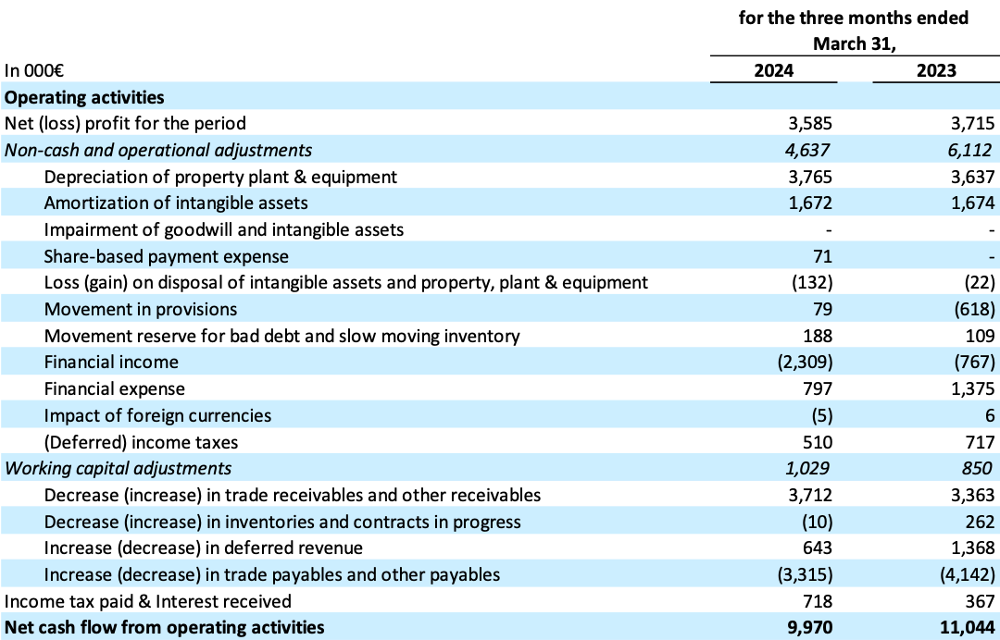 for the three months ended
March 31,
In 000€ 2024 2023
Operating activities
Net (loss) profit for the period 3,585 3,715
Non-cash and operational adjustments 4,637 6,112
Depreciation of property plant & equipment 3,765 3,637
Amortization of intangible assets 1,672 1,674
Impairment of goodwill and intangible assets - -
Share-based payment expense 71 -
Loss (gain) on disposal of intangible assets and property, plant & equipment (132) (22)
Movement in provisions 79 (618)
Movement reserve for bad debt and slow moving inventory 188 109
Financial income (2,309) (767)
Financial expense 797 1,375
Impact of foreign currencies (5) 6
(Deferred) income taxes 510 717
Working capital adjustments 1,029 850
Decrease (increase) in trade receivables and other receivables 3,712 3,363
Decrease (increase) in inventories and contracts in progress (10) 262
Increase (decrease) in deferred revenue 643 1,368
Increase (decrease) in trade payables and other payables (3,315) (4,142)
Income tax paid & Interest received 718 367
Net cash flow from operating activities 9,970 11,044